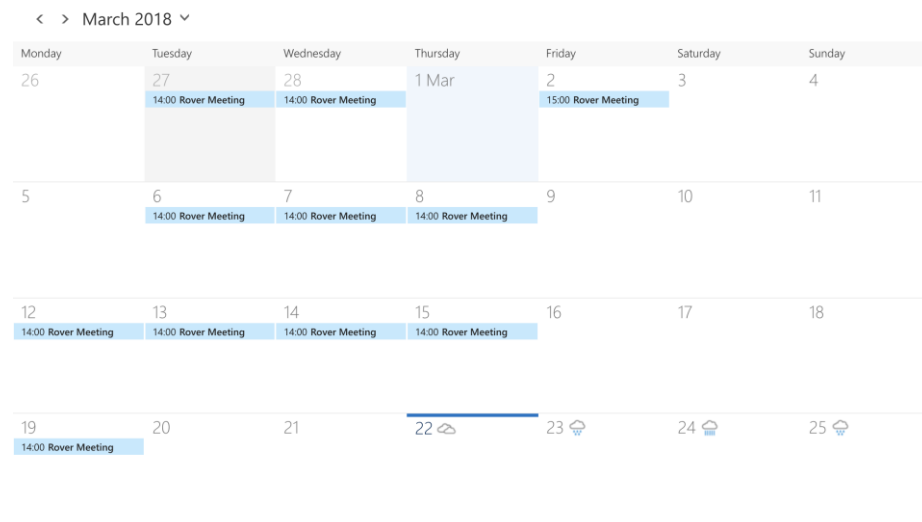 March 2018
Monday Tuesday Wednesday Thursday Friday Saturday Sunday
26 27 28 1 Mar 2 3 4
14:00 Rover Meeting 14:00 Rover Meeting 15:00 Rover Meeting
5 6 7 8 9 10 11
14:00 Rover Meeting 14:00 Rover Meeting 14:00 Rover Meeting
12 13 14 15 16 17 18
14:00 Rover Meeting 14:00 Rover Meeting 14:00 Rover Meeting 14:00 Rover Meeting
19 20 21 22 23 24 25
14:00 Rover Meeting